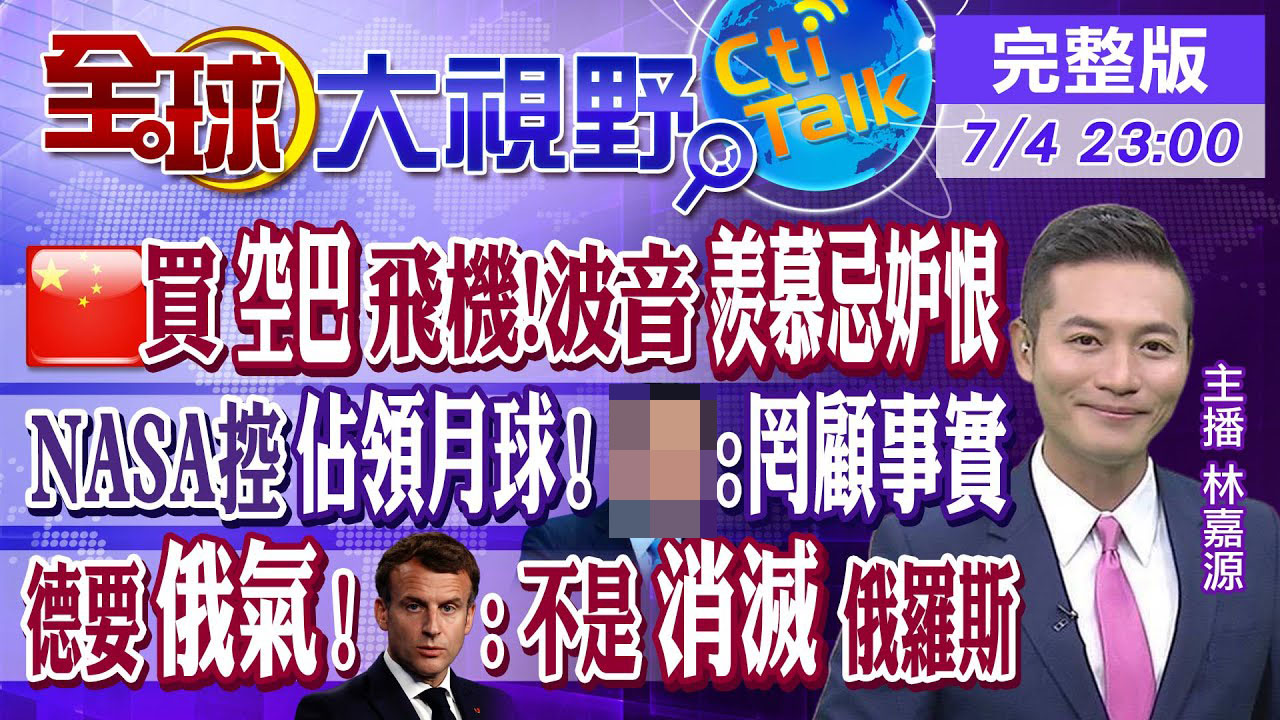 全球大視野
Cti Talk
完整版
7/4 23:00
買空巴飛機!波音羨慕忌妒恨
NASA控佔領月球! :罔顧事實
德要俄氣! :不是消滅俄羅斯
主播 林嘉源